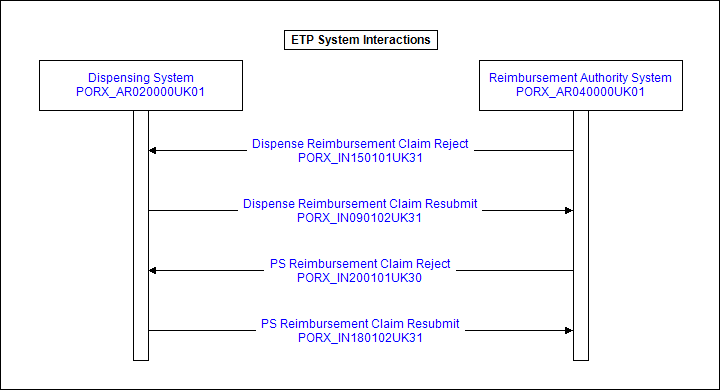 ETP System Interactions
Dispensing System
PORX_AR020000UK01
Reimbursement Authority System
PORX_AR040000UK01
Dispense Reimbursement Claim Reject
PORX_IN150101UK31
Dispense Reimbursement Claim Resubmit
PORX_IN090102UK31
PS Reimbursement Claim Reject
PORX_IN200101UK30
PS Reimbursement Claim Resubmit
PORX_IN180102UK31